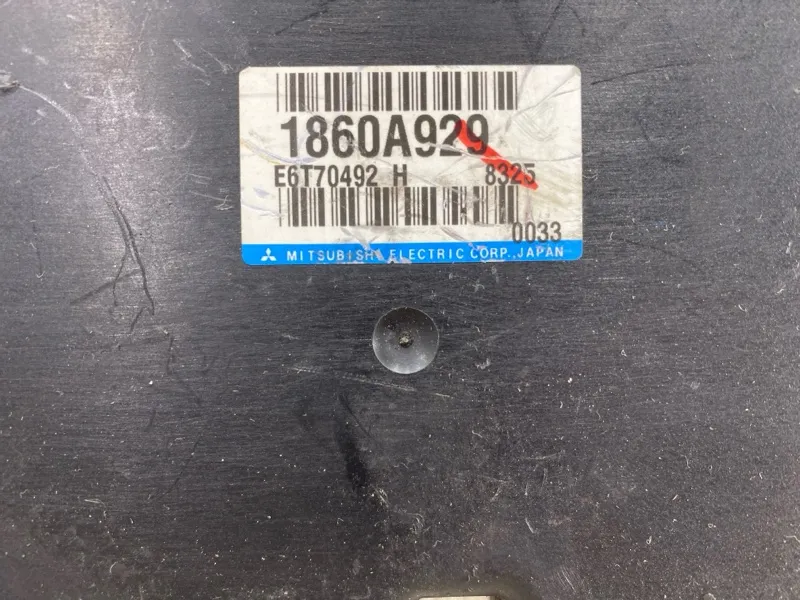 1860A929
E6T70492 H 8325
0033
MITSUBISHI ELECTRIC CORP.,JAPAN